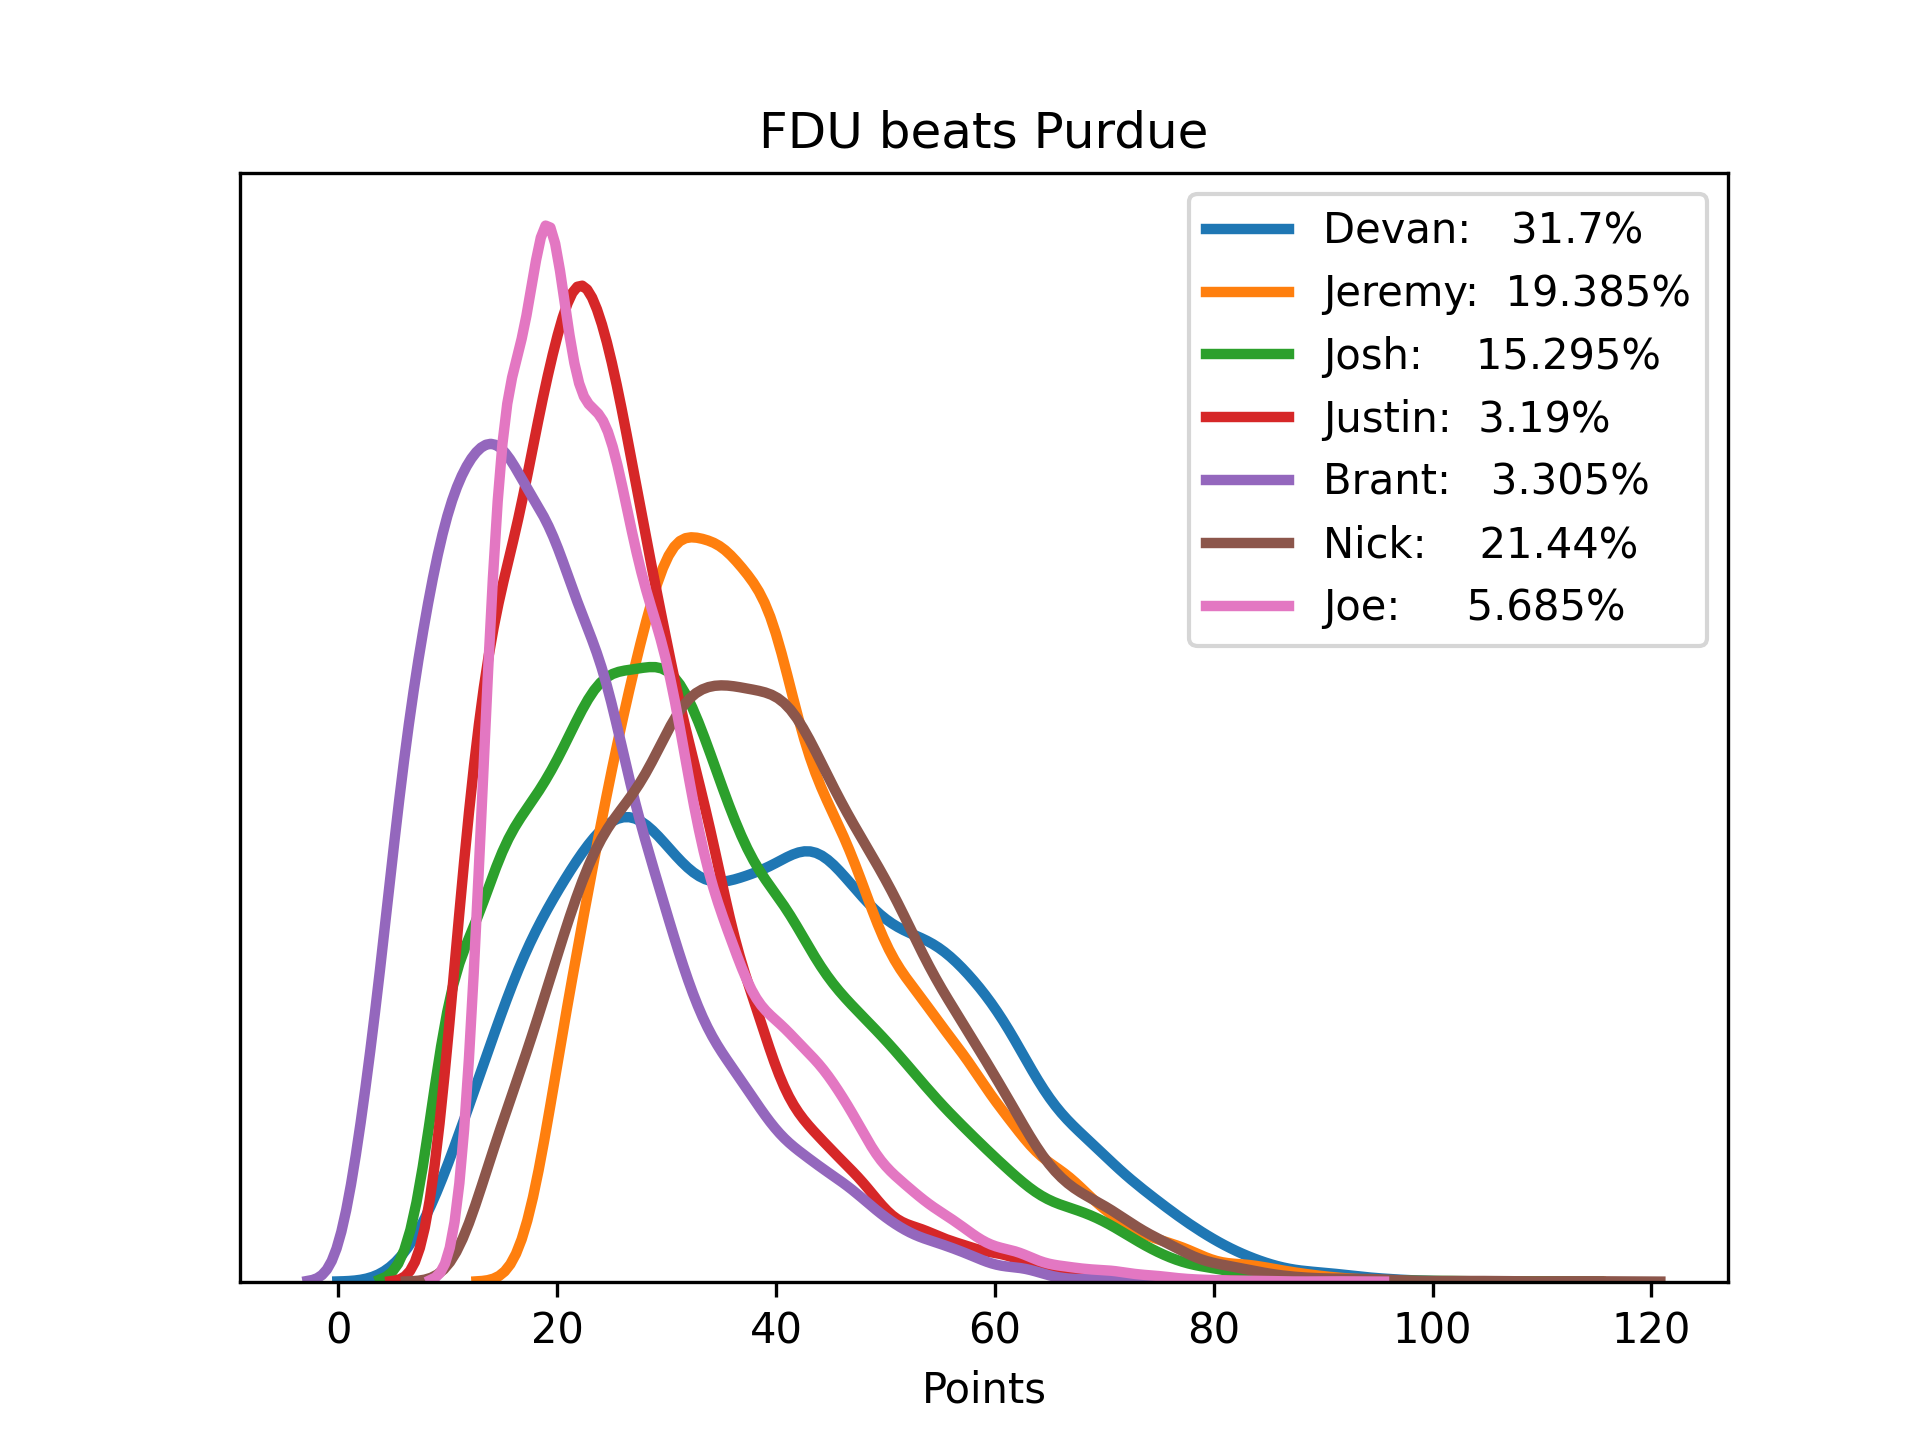 FDU beats Purdue
Devan: 31.7%
Jeremy: 19.385%
Josh: 15.295%
Justin: 3.19%
Brant: 3.305%
Nick: 21.44%
Joe: 5.685%
0 20 40 60 80 100 120
Points